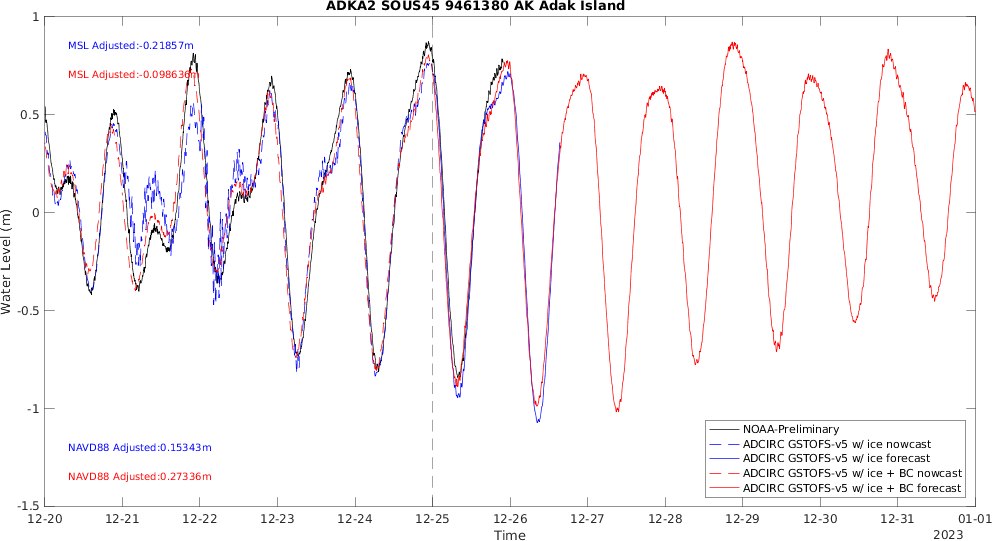 ADKA2 SOUS45 9461380 AK Adak Island
1
MSL Adjusted:-0.21857m
MSL Adjusted:-0.098636m
0.5
0
Water Level (m)
-0.5
-1
NAVD88 Adjusted:0.15343m
NAVD88 Adjusted:0.27336m
-1.5
NOAA-Preliminary
ADCIRC GSTOFS-v5 w/ ice nowcast
ADCIRC GSTOFS-v5 w/ ice forecast
ADCIRC GSTOFS-v5 w/ ice + BC nowcast
ADCIRC GSTOFS-v5 w/ ice + BC forecast
12-20 12-21 12-22 12-23 12-24 12-25 12-26 12-27 12-28 12-29 12-30 12-31 01-01
Time
2023